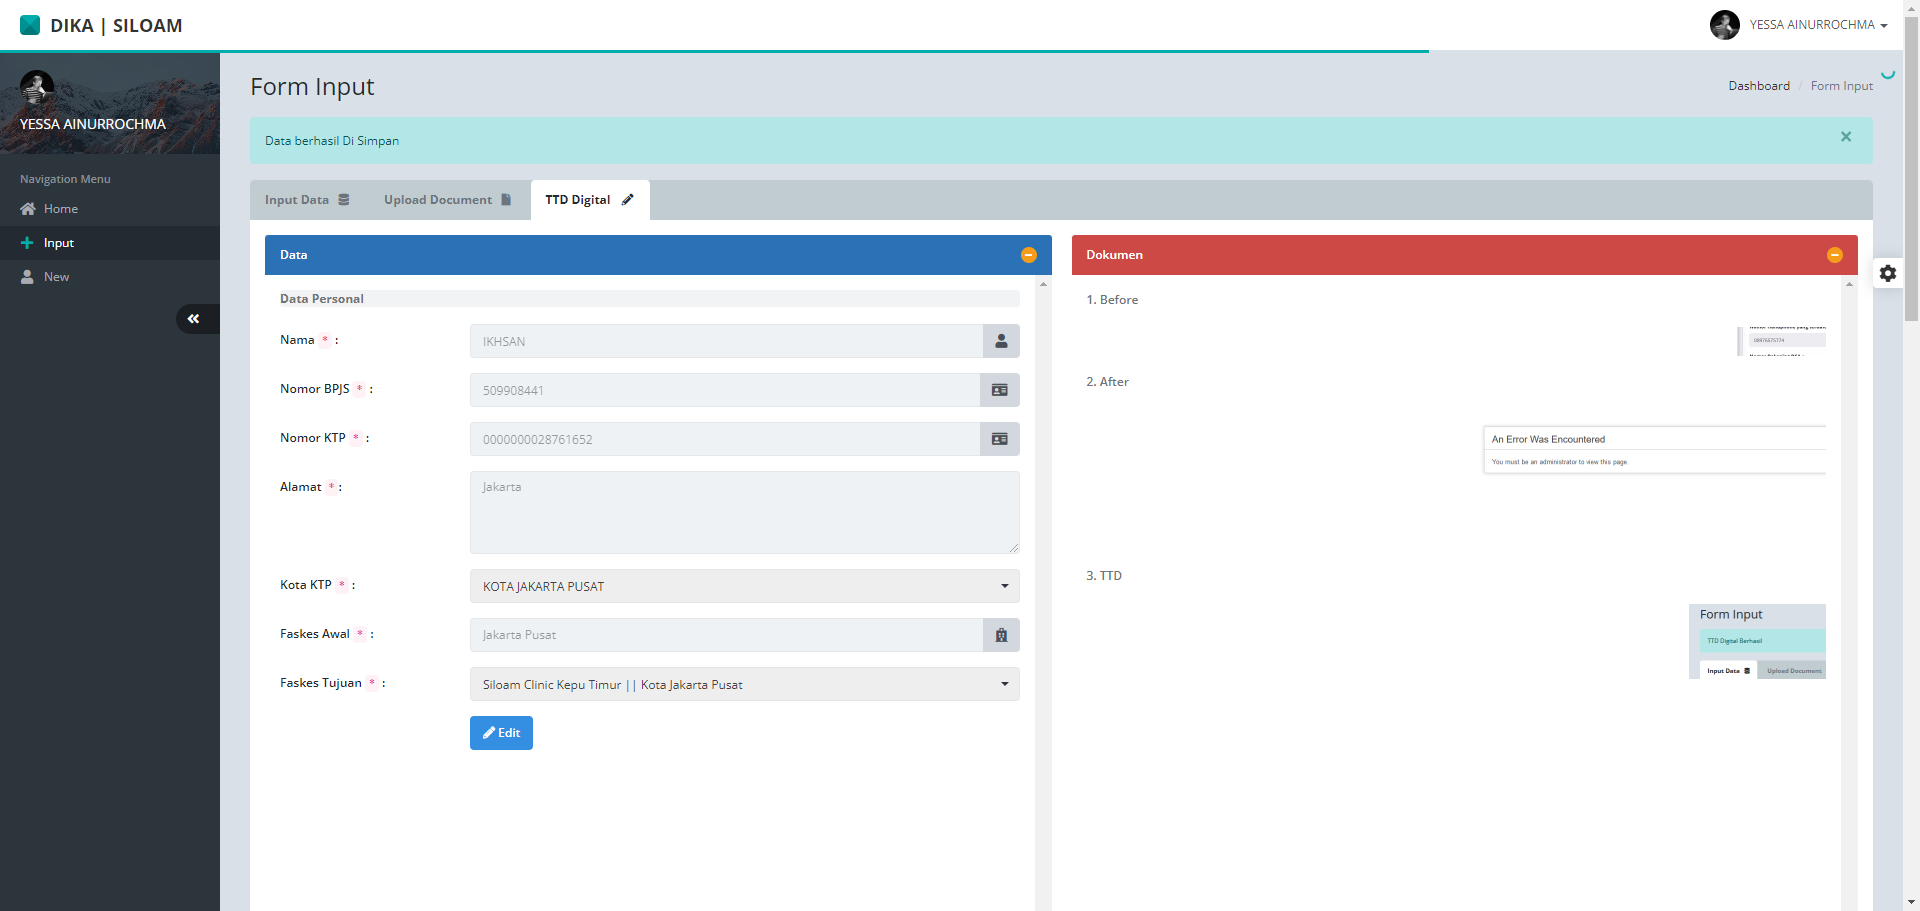 DIKA | SILOAM
YESSA AINURROCHMA
YESSA AINURROCHMA
Navigation Menu
Home
Input
New
Form Input
Dashboard / Form Input
Data berhasil Di Simpan
×
Input Data
Upload Document
TTD Digital
Data
Data Personal
Nama * :
IKHSAN
Nomor BPJS * :
509908441
Nomor KTP * :
0000000028761652
Alamat * :
Jakarta
Kota KTP * :
KOTA JAKARTA PUSAT
Faskes Awal * :
Jakarta Pusat
Faskes Tujuan * :
Siloam Clinic Kepu Timur || Kota Jakarta Pusat
Edit
Dokumen
1. Before
2. After
An Error Was Encountered
You must be an administrator to view this page.
3. TTD
Form Input
TTD Digital Berhasil
Input Data
Upload Document